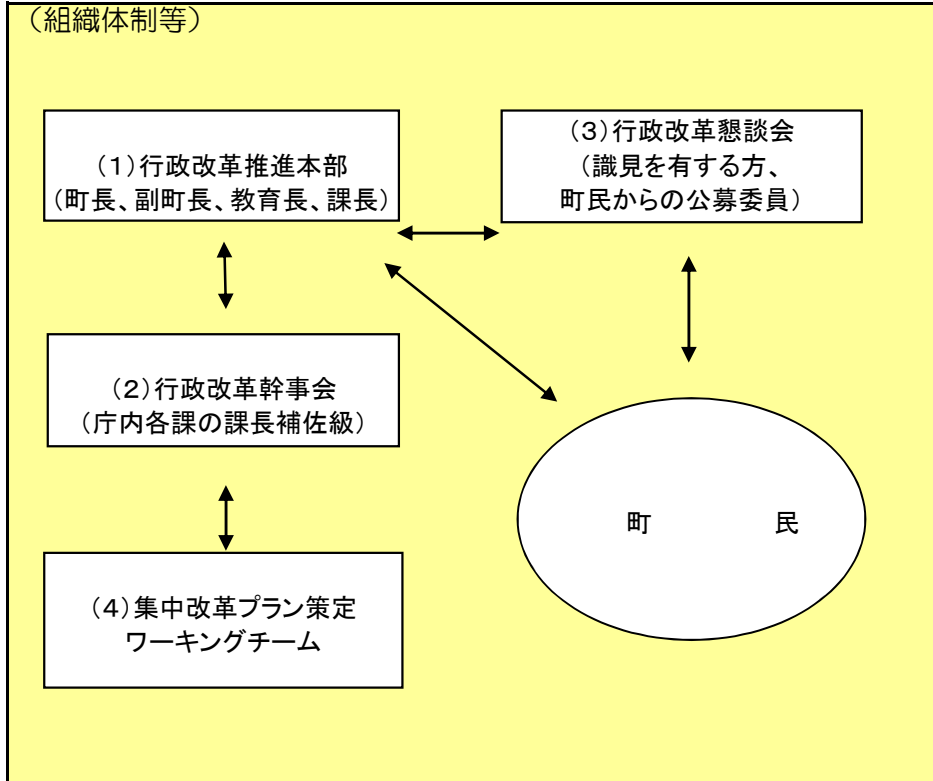 （組織体制等）
（１）行政改革推進本部
（町長、副町長、教育長、課長）
（３）行政改革懇談会
（識見を有する方、
町民からの公募委員）
（２）行政改革幹事会
（庁内各課の課長補佐級）
町　　　民
（４）集中改革プラン策定
ワーキングチーム